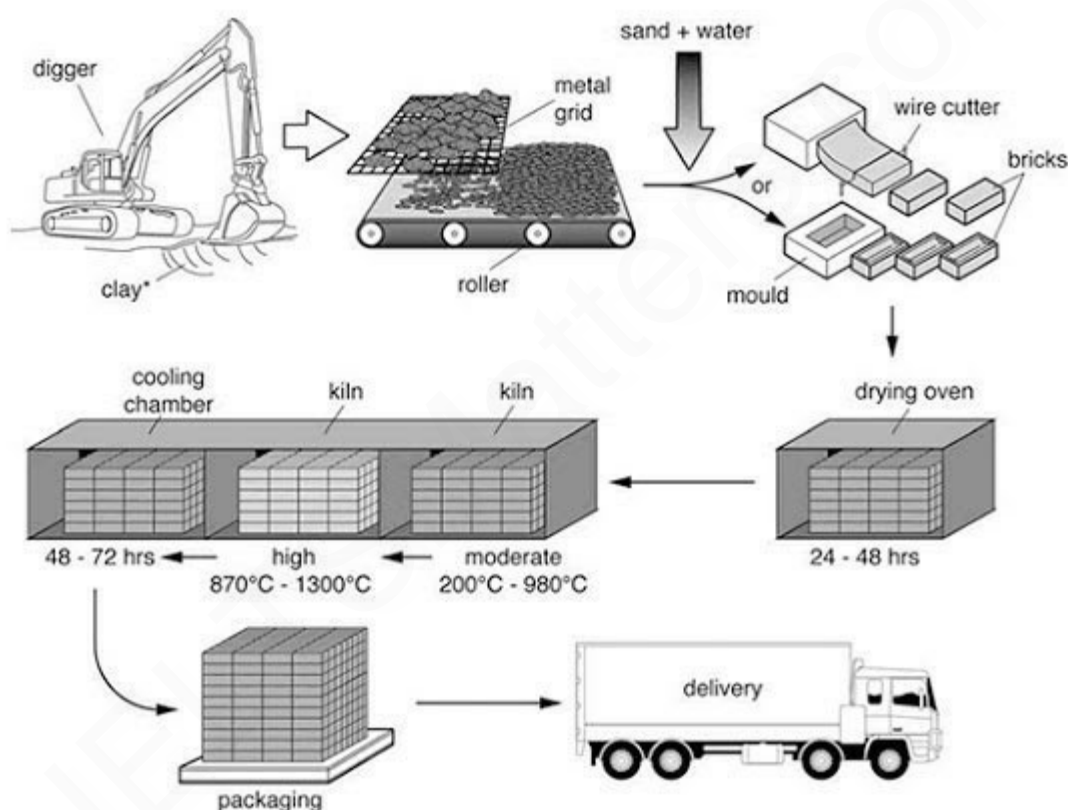 sand + water
digger
metal
grid
wire cutter
bricks
or
clay*
roller
mould
cooling
chamber
kiln
kiln
drying oven
48 - 72 hrs
high
870°C - 1300°C
moderate
200°C - 980°C
24 - 48 hrs
delivery
packaging